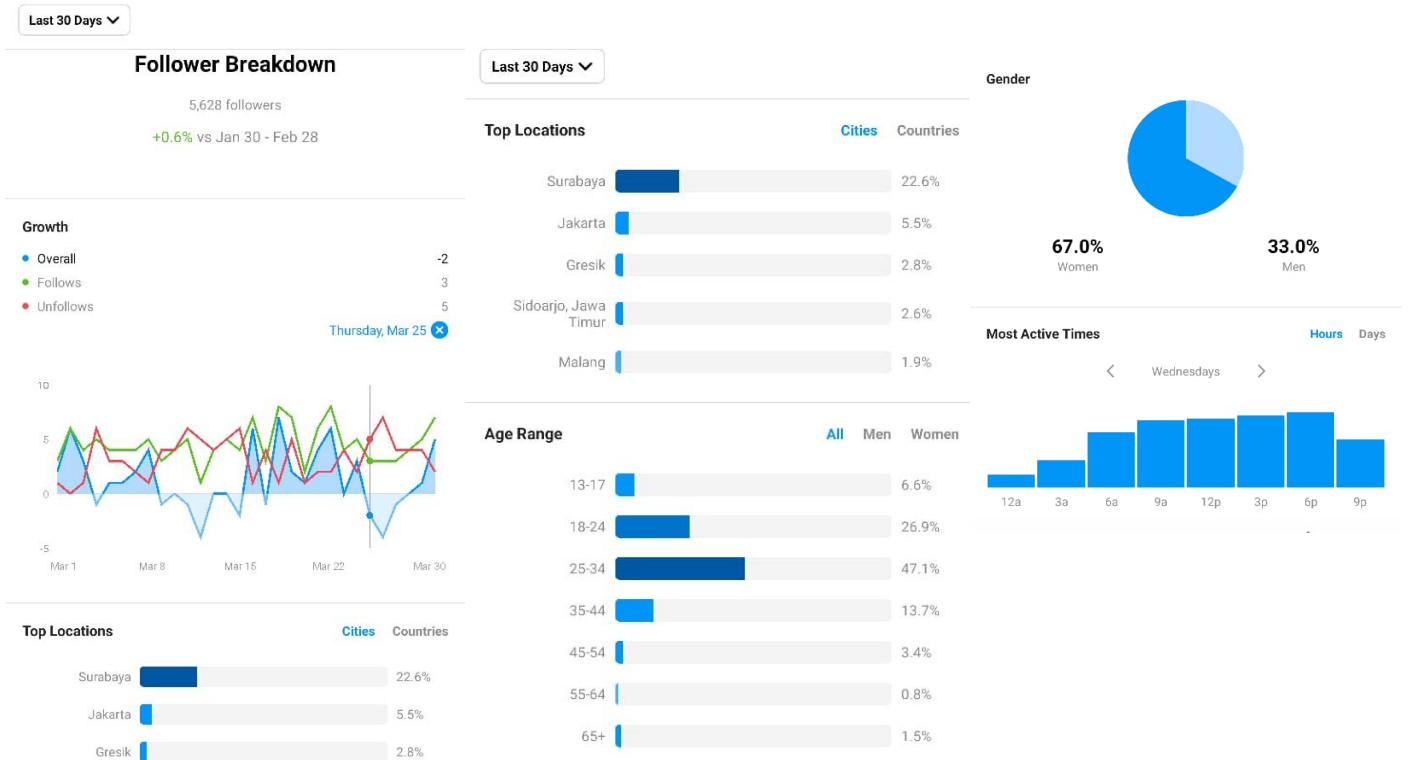 Last 30 Days
Follower Breakdown
5,628 followers
+0.6% vs Jan 30 - Feb 28
Growth
Overall -2
Follows 3
Unfollows 5
Thursday, Mar 25
10
5
0
-5
Mar 1 Mar 8 Mar 15 Mar 22 Mar 30
Top Locations Cities Countries
Surabaya 22.6%
Jakarta 5.5%
Gresik 2.8%
Last 30 Days
Top Locations Cities Countries
Surabaya 22.6%
Jakarta 5.5%
Gresik 2.8%
Sidoarjo, Jawa
Timur 2.6%
Malang 1.9%
Age Range All Men Women
13-17 6.6%
18-24 26.9%
25-34 47.1%
35-44 13.7%
45-54 3.4%
55-64 0.8%
65+ 1.5%
Gender
67.0% 33.0%
Women Men
Most Active Times Hours Days
Wednesdays
12a 3a 6a 9a 12p 3p 6p 9p